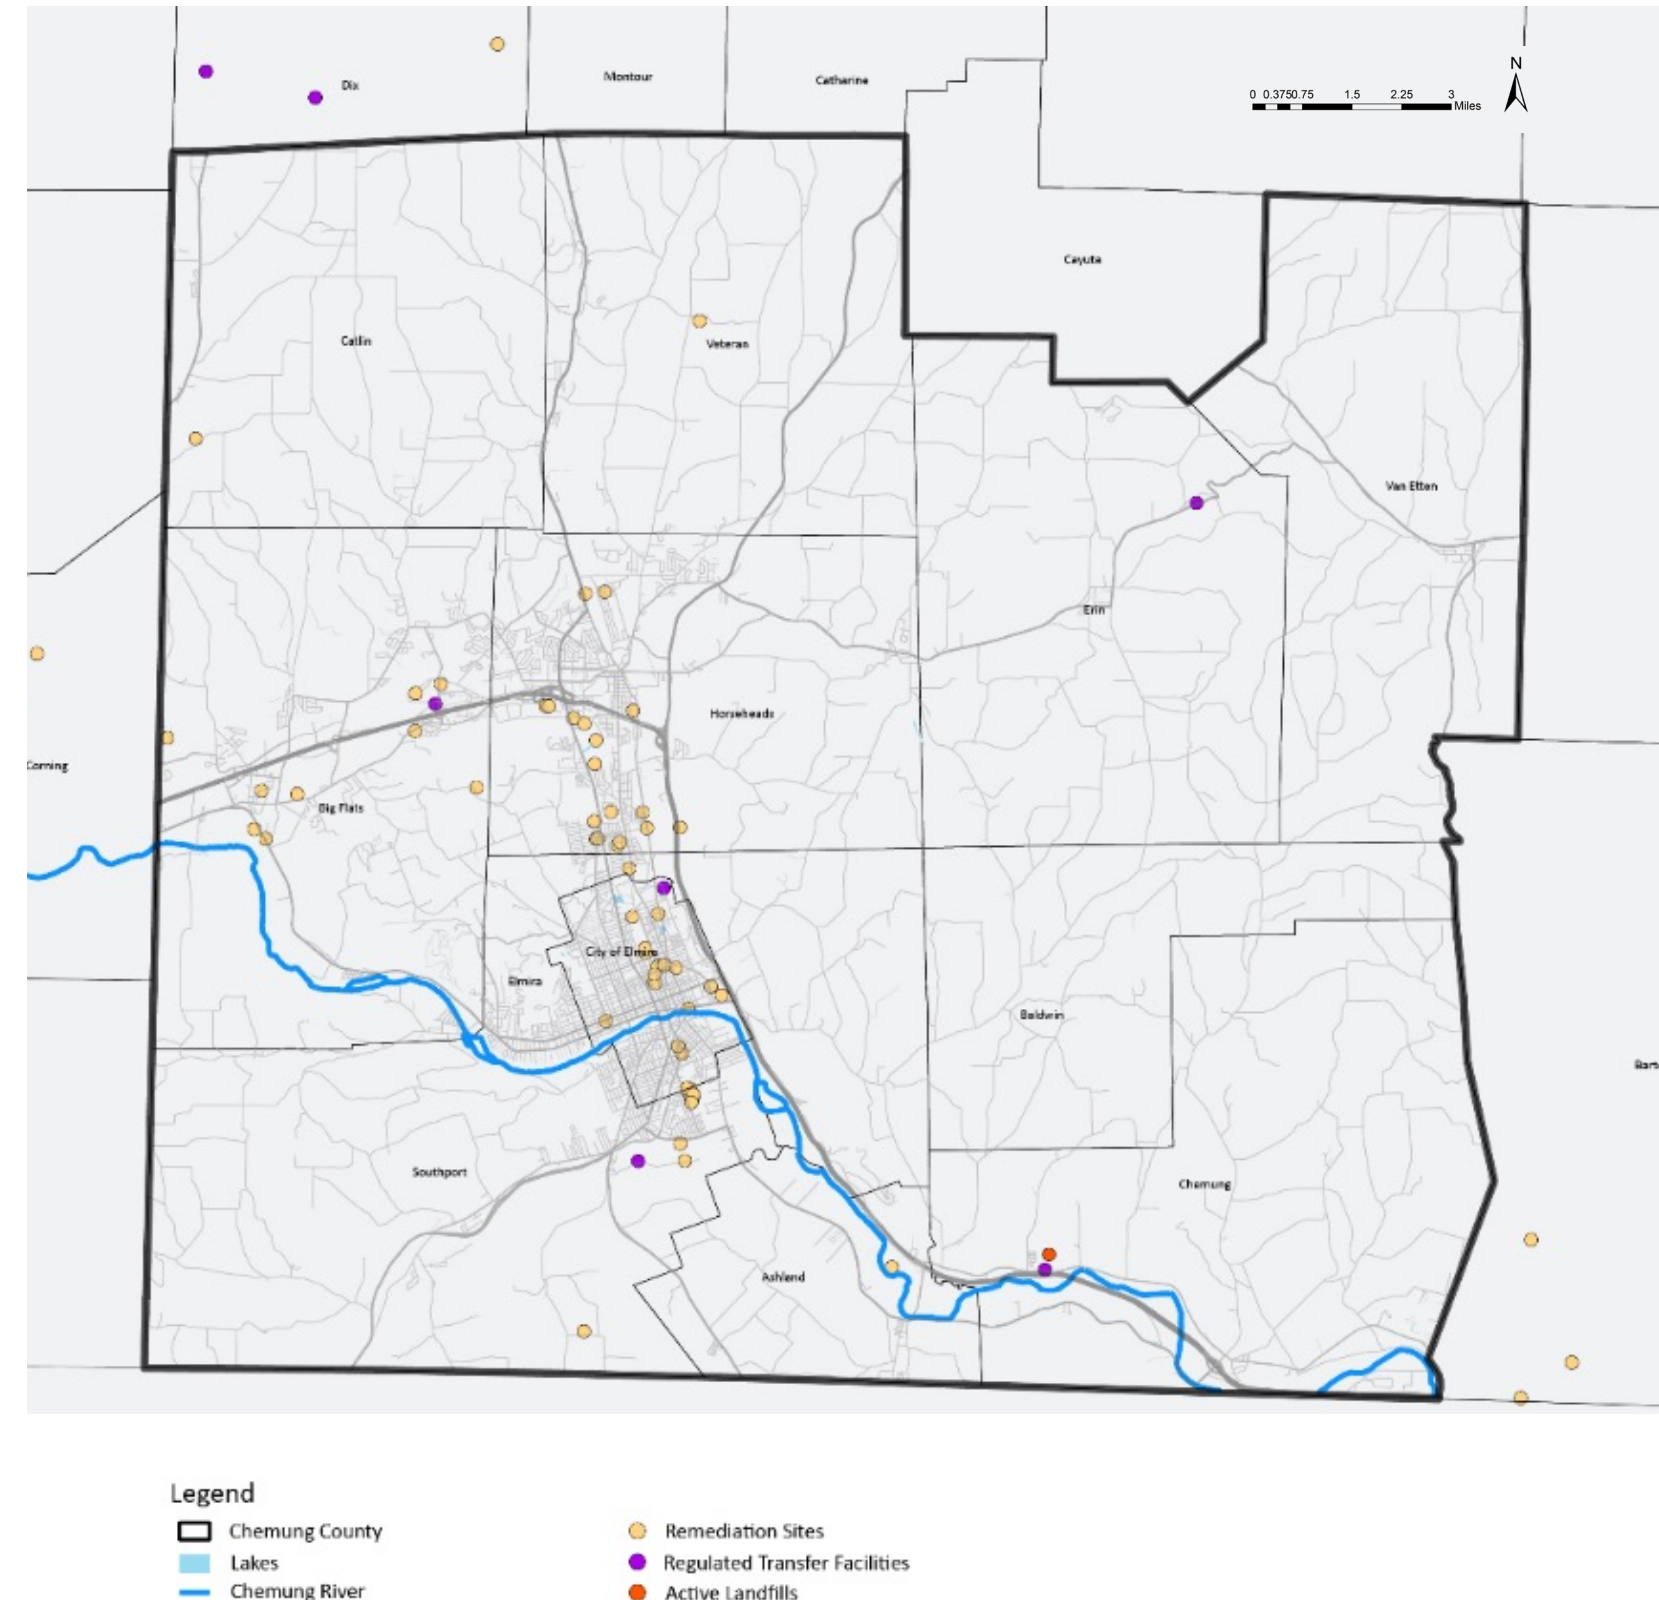 N
0 0.3750.75 1.5 2.25 3
Miles
Dix
Montour
Catharine
Cayuta
Catlin
Veteran
Van Etten
Erin
Horseheads
Corning
Big Flats
City of Elmira
Elmira
Baldwin
Bart
Southport
Chemung
Ashland
Legend
Chemung County
Lakes
Chemung River
Remediation Sites
Regulated Transfer Facilities
Active Landfills